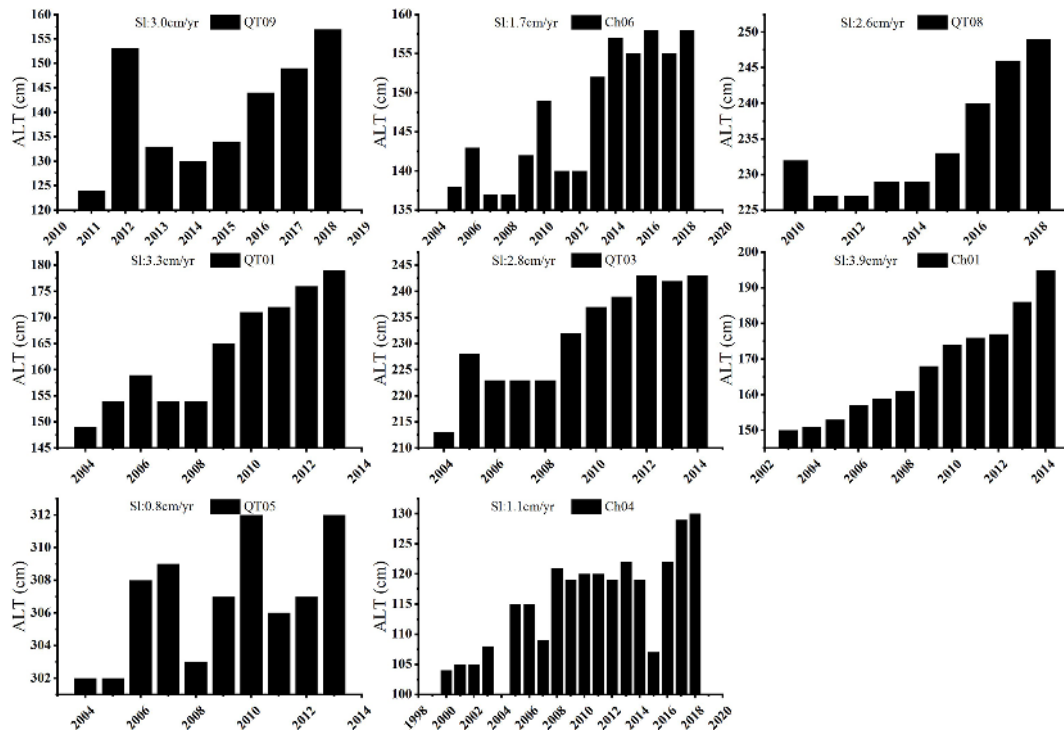 Sl:3.0cm/yr QT09
ALT (cm)
160
155
150
145
140
135
130
125
120
2010 2011 2012 2013 2014 2015 2016 2017 2018 2019
Sl:1.7cm/yr Ch06
ALT (cm)
160
155
150
145
140
135
2004 2006 2008 2010 2012 2014 2016 2018 2020
Sl:2.6cm/yr QT08
ALT (cm)
250
245
240
235
230
225
2010 2012 2014 2016 2018
Sl:3.3cm/yr QT01
ALT (cm)
180
175
170
165
160
155
150
145
2004 2006 2008 2010 2012 2014
Sl:2.8cm/yr QT03
ALT (cm)
245
240
235
230
225
220
215
210
2004 2006 2008 2010 2012 2014
Sl:3.9cm/yr Ch01
ALT (cm)
200
190
180
170
160
150
2002 2004 2006 2008 2010 2012 2014
Sl:0.8cm/yr QT05
ALT (cm)
312
310
308
306
304
302
2004 2006 2008 2010 2012 2014
Sl:1.1cm/yr Ch04
ALT (cm)
130
125
120
115
110
105
100
1998 2000 2002 2004 2006 2008 2010 2012 2014 2016 2018 2020